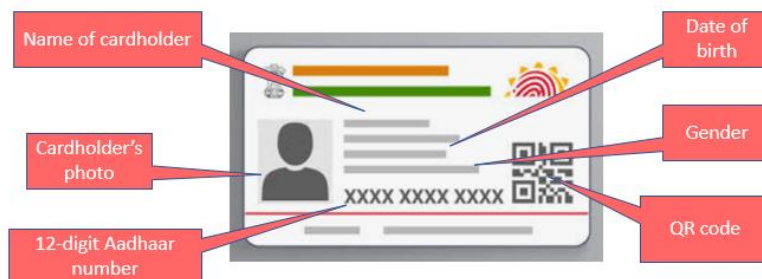 Name of cardholder
Date of
birth
Cardholder's
photo
Gender
XXXX XXXX XXXX
12-digit Aadhaar
number
QR code